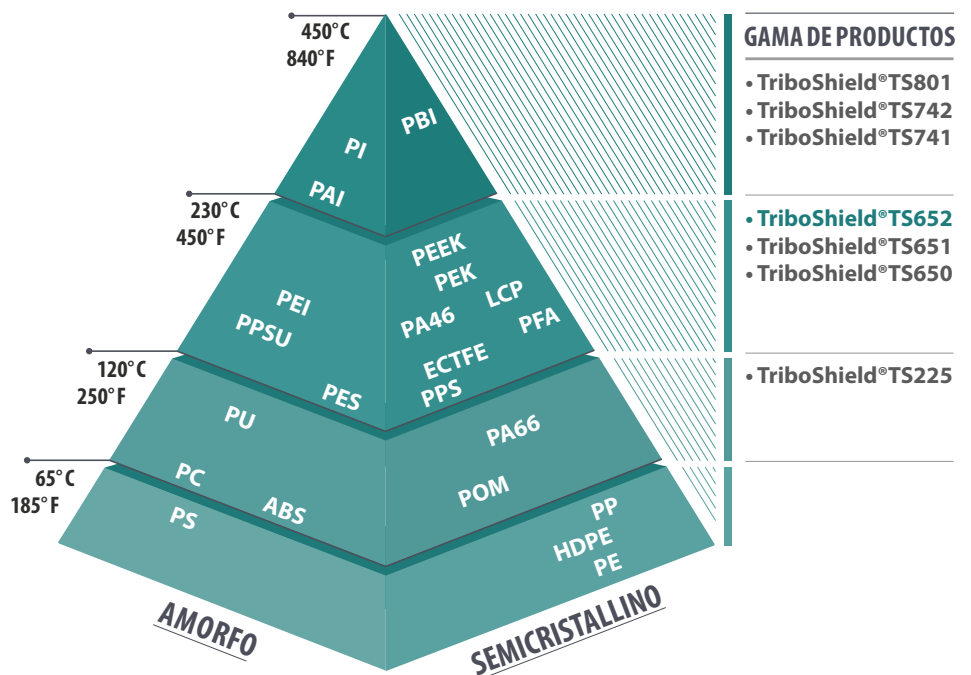 450°C
840°F
GAMA DE PRODUCTOS
• TriboShield®TS801
• TriboShield®TS742
• TriboShield®TS741
PBI
PI
PAI
230°C
450°F
• TriboShield®TS652
• TriboShield®TS651
• TriboShield®TS650
PEEK
PEK
LCP
PEI
PA46
PFA
PPSU
ECTFE
PES
PPS
120°C
250°F
• TriboShield®TS225
PU
PA66
PC
POM
ABS
65°C
185°F
PS
PP
HDPE
PE
AMORFO
SEMICRISTALLINO